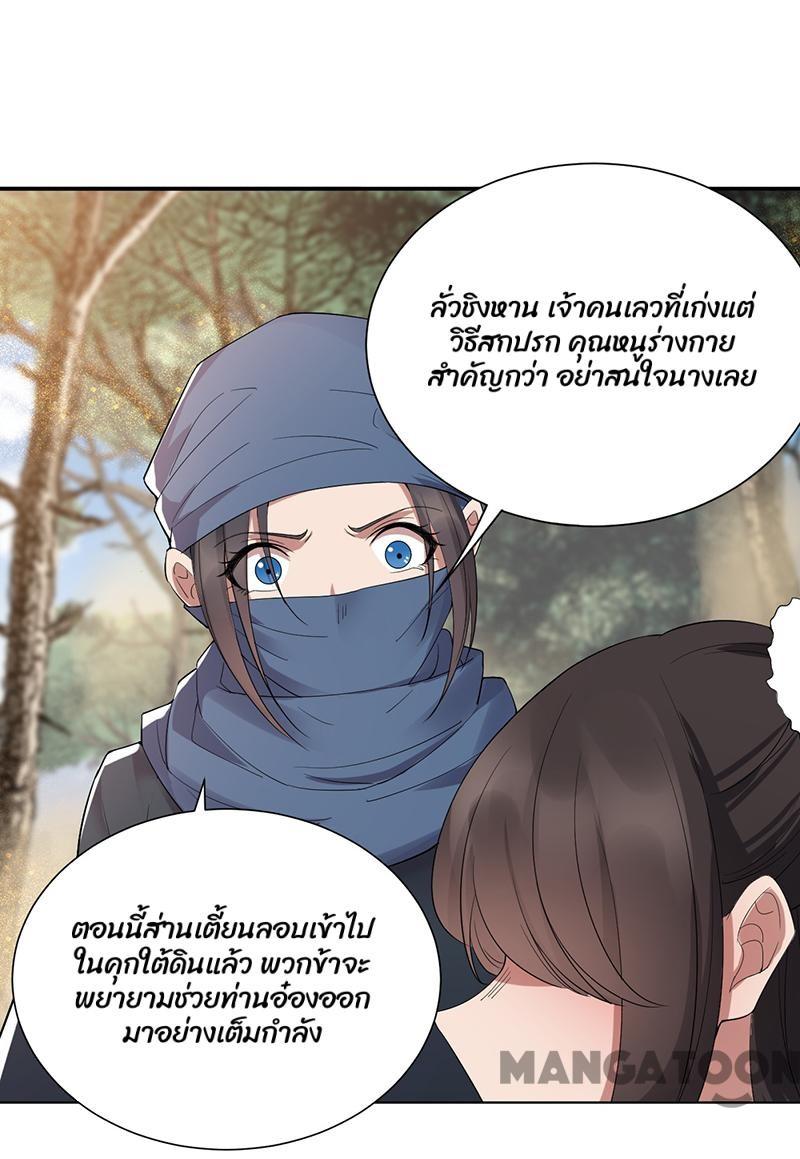 ลั่วชิงหาน เจ้าคนเลวที่เก่งแต่
วิธีสกปรก คุณหนูร่างกาย
สำคัญกว่า อย่าสนใจนางเลย
ตอนนี้ส่านเตี้ยนลอบเข้าไป
ในคุกใต้ดินแล้ว พวกข้าจะ
พยายามช่วยท่านอ๋องออก
มาอย่างเต็มกำลัง
MANGATOON